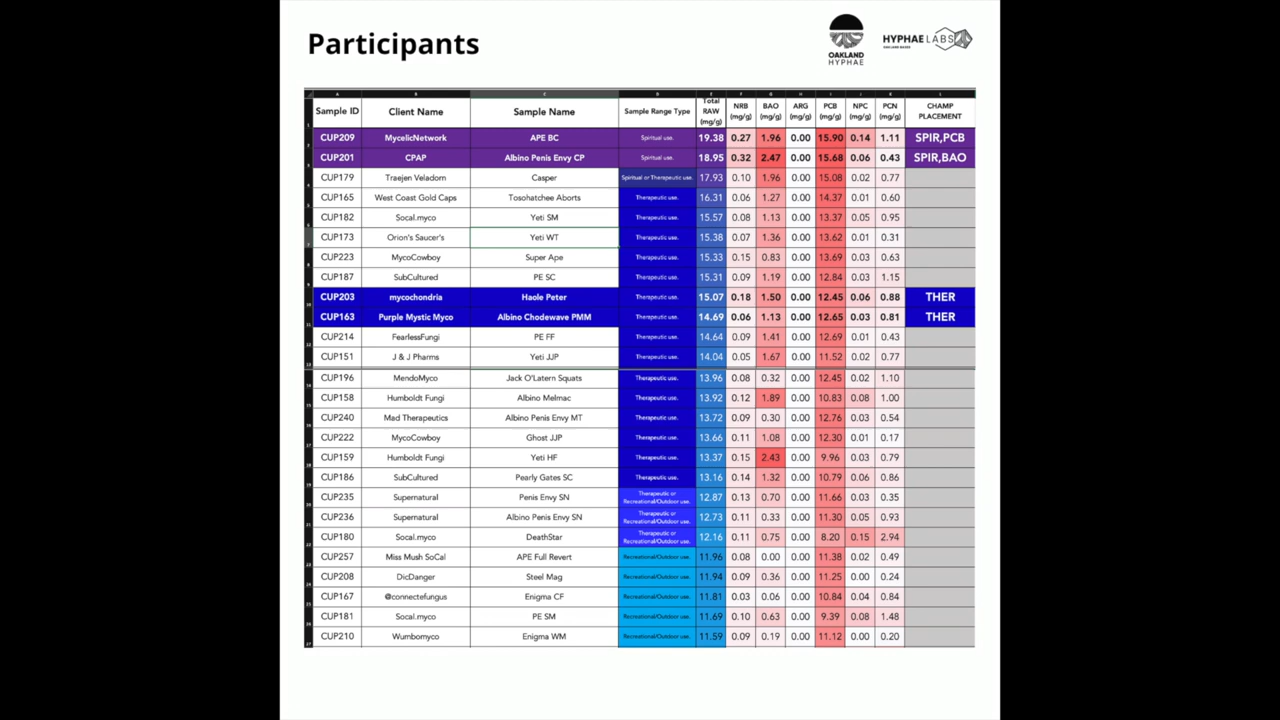 Participants
OAKLAND
HYPHAE
HYPHAE LABS
OAKLAND BASED
A B C D E F G H I J K L
Sample ID Client Name Sample Name Sample Range Type Total RAW (mg/g) NRB (mg/g) BAO (mg/g) ARG (mg/g) PCB (mg/g) NPC (mg/g) PCN (mg/g) CHAMP PLACEMENT
CUP209 MycelicNetwork APE BC Spiritual use. 19.38 0.27 1.96 0.00 15.90 0.14 1.11 SPIR,PCB
CUP201 CPAP Albino Penis Envy CP Spiritual use. 18.95 0.32 2.47 0.00 15.68 0.06 0.43 SPIR,BAO
CUP179 Traejen Veladom Casper Spiritual or Therapeutic use. 17.93 0.10 1.96 0.00 15.08 0.02 0.77
CUP165 West Coast Gold Caps Tosohatchee Aborts Therapeutic use. 16.31 0.06 1.27 0.00 14.37 0.01 0.60
CUP182 Socal.myco Yeti SM Therapeutic use. 15.57 0.08 1.13 0.00 13.37 0.05 0.95
CUP173 Orion's Saucer's Yeti WT Therapeutic use. 15.38 0.07 1.36 0.00 13.62 0.01 0.31
CUP223 MycoCowboy Super Ape Therapeutic use. 15.33 0.15 0.83 0.00 13.69 0.03 0.63
CUP187 SubCultured PE SC Therapeutic use. 15.31 0.09 1.19 0.00 12.84 0.03 1.15
CUP203 mycochondria Haole Peter Therapeutic use. 15.07 0.18 1.50 0.00 12.45 0.06 0.88 THER
CUP163 Purple Mystic Myco Albino Chodewave PMM Therapeutic use. 14.69 0.06 1.13 0.00 12.65 0.03 0.81 THER
CUP214 FearlessFungi PE FF Therapeutic use. 14.64 0.09 1.41 0.00 12.69 0.01 0.43
CUP151 J & J Pharms Yeti JJP Therapeutic use. 14.04 0.05 1.67 0.00 11.52 0.02 0.77
CUP196 MendoMyco Jack O'Latern Squats Therapeutic use. 13.96 0.08 0.32 0.00 12.45 0.02 1.10
CUP158 Humboldt Fungi Albino Melmac Therapeutic use. 13.92 0.12 1.89 0.00 10.83 0.08 1.00
CUP240 Mad Therapeutics Albino Penis Envy MT Therapeutic use. 13.72 0.09 0.30 0.00 12.76 0.03 0.54
CUP222 MycoCowboy Ghost JJP Therapeutic use. 13.66 0.11 1.08 0.00 12.30 0.01 0.17
CUP159 Humboldt Fungi Yeti HF Therapeutic use. 13.37 0.15 2.43 0.00 9.96 0.03 0.79
CUP186 SubCultured Pearly Gates SC Therapeutic use. 13.16 0.14 1.32 0.00 10.79 0.06 0.86
CUP235 Supernatural Penis Envy SN Therapeutic or Recreational/Outdoor use. 12.87 0.13 0.70 0.00 11.66 0.03 0.35
CUP236 Supernatural Albino Penis Envy SN Therapeutic or Recreational/Outdoor use. 12.73 0.11 0.33 0.00 11.30 0.05 0.93
CUP180 Socal.myco DeathStar Therapeutic or Recreational/Outdoor use. 12.16 0.11 0.75 0.00 8.20 0.15 2.94
CUP257 Miss Mush SoCal APE Full Revert Recreational/Outdoor use. 11.96 0.08 0.00 0.00 11.38 0.02 0.49
CUP208 DicDanger Steel Mag Recreational/Outdoor use. 11.94 0.09 0.36 0.00 11.25 0.00 0.24
CUP167 @connectefungus Enigma CF Recreational/Outdoor use. 11.81 0.03 0.06 0.00 10.84 0.04 0.84
CUP181 Socal.myco PE SM Recreational/Outdoor use. 11.69 0.10 0.63 0.00 9.39 0.08 1.48
CUP210 Wumbomyco Enigma WM Recreational/Outdoor use. 11.59 0.09 0.19 0.00 11.12 0.00 0.20